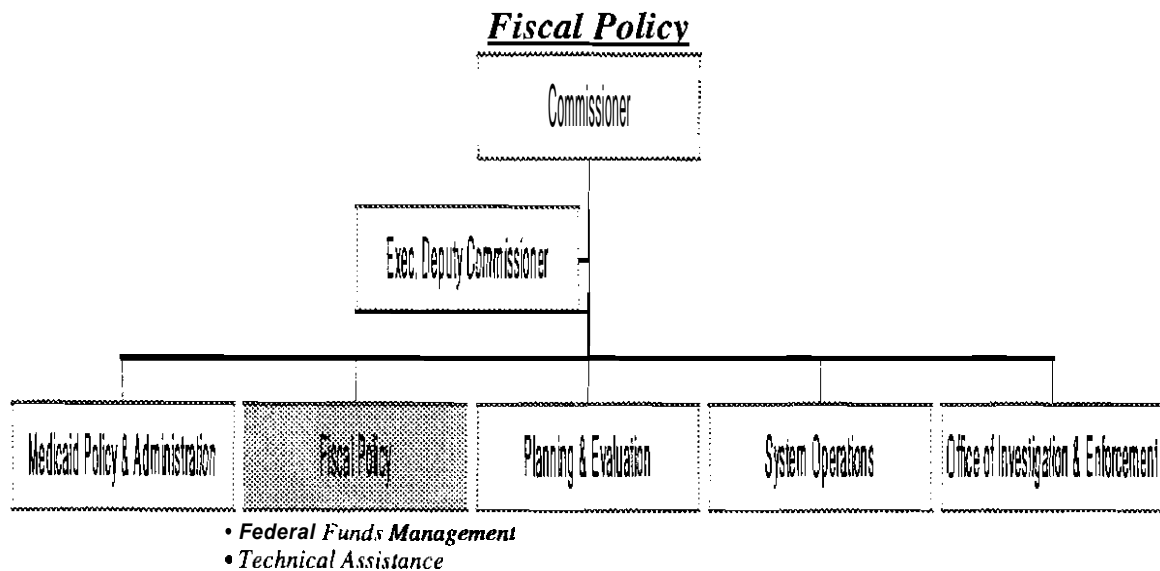 Fiscal Policy
Commissioner
Exec. Deputy Commissioner
Medicaid Policy & Administration
Fiscal Policy
Planning & Evaluation
System Operations
Office of Investigation & Enforcement
• Federal Funds Management
• Technical Assistance